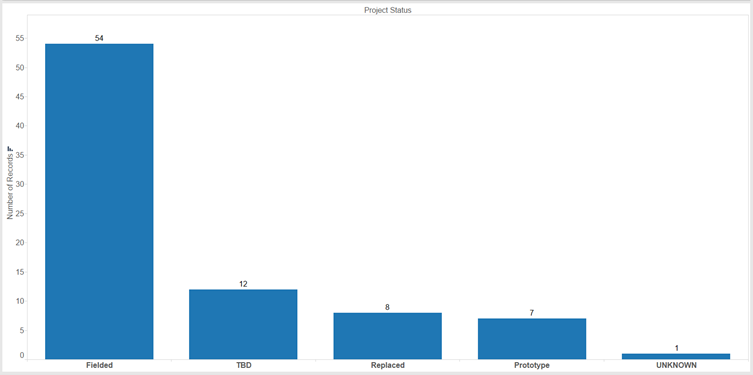 Project Status
Number of Records
55
50
45
40
35
30
25
20
15
10
5
0
54
12
8
7
1
Fielded
TBD
Replaced
Prototype
UNKNOWN